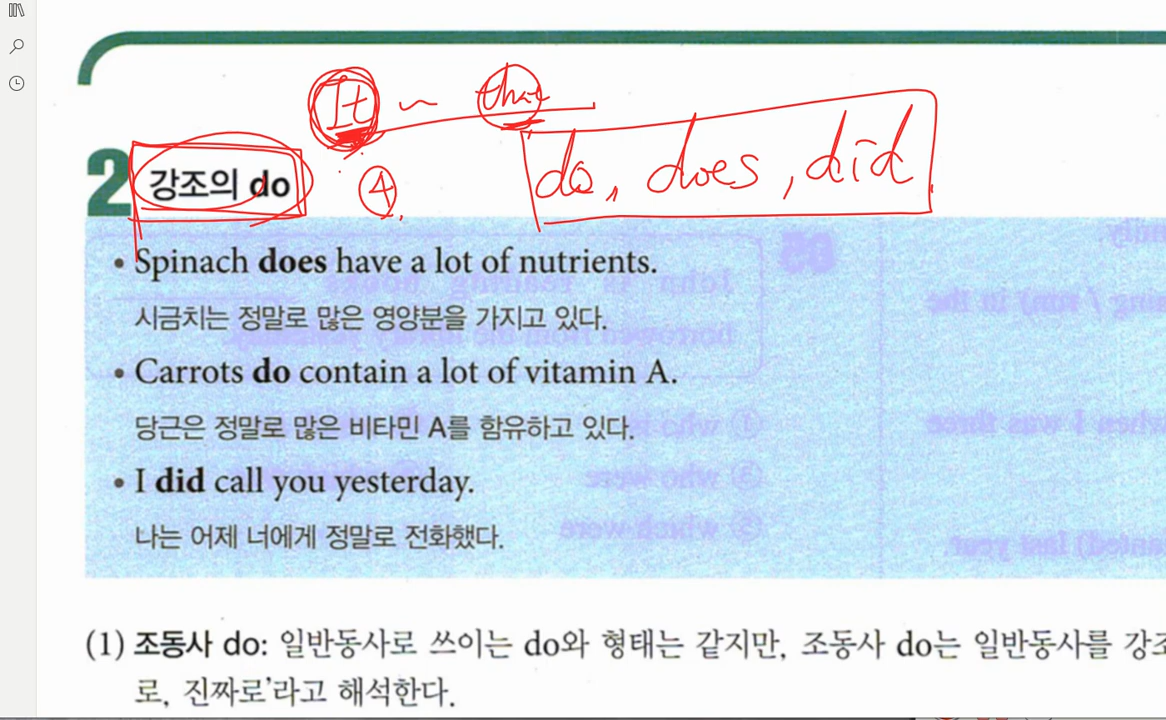 It ~ that
2 강조의 do ④ do, does, did
• Spinach does have a lot of nutrients.
시금치는 정말로 많은 영양분을 가지고 있다.
• Carrots do contain a lot of vitamin A.
당근은 정말로 많은 비타민 A를 함유하고 있다.
• I did call you yesterday.
나는 어제 너에게 정말로 전화했다.
(1) 조동사 do: 일반동사로 쓰이는 do와 형태는 같지만, 조동사 do는 일반동사를 강조
로, 진짜로’라고 해석한다.